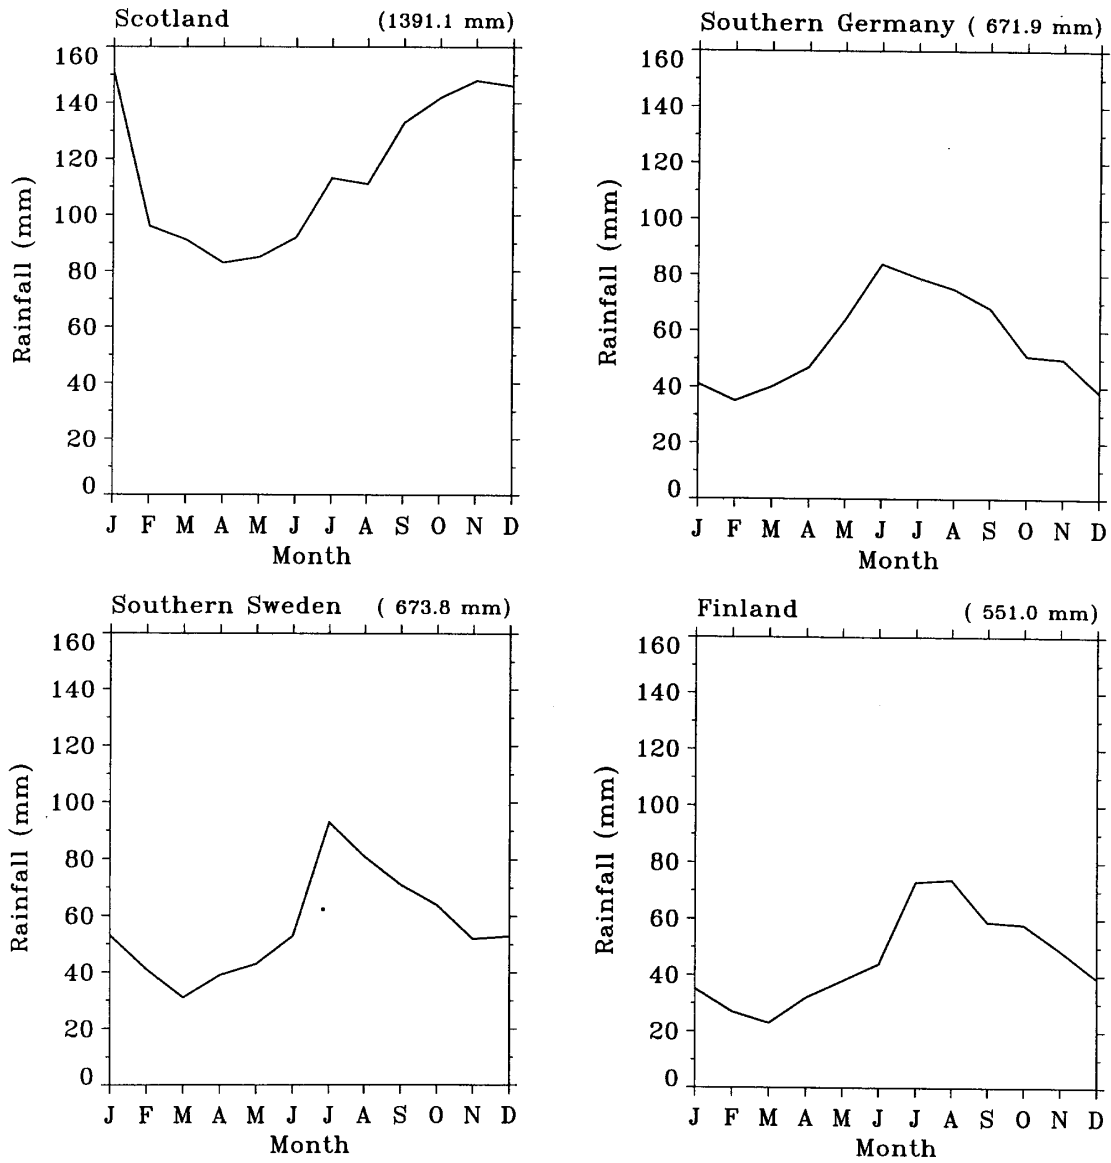 Scotland (1391.1 mm)
160
140
120
100
80
60
40
20
0
Rainfall (mm)
J F M A M J J A S O N D
Month
Southern Germany ( 671.9 mm)
160
140
120
100
80
60
40
20
0
Rainfall (mm)
J F M A M J J A S O N D
Month
Southern Sweden ( 673.8 mm)
160
140
120
100
80
60
40
20
0
Rainfall (mm)
J F M A M J J A S O N D
Month
Finland ( 551.0 mm)
160
140
120
100
80
60
40
20
0
Rainfall (mm)
J F M A M J J A S O N D
Month